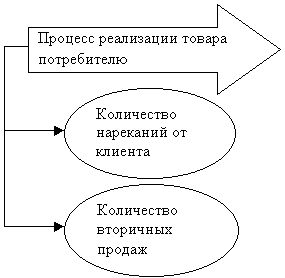 Процесс реализации товара
потребителю
Количество
нареканий от
клиента
Количество
вторичных
продаж